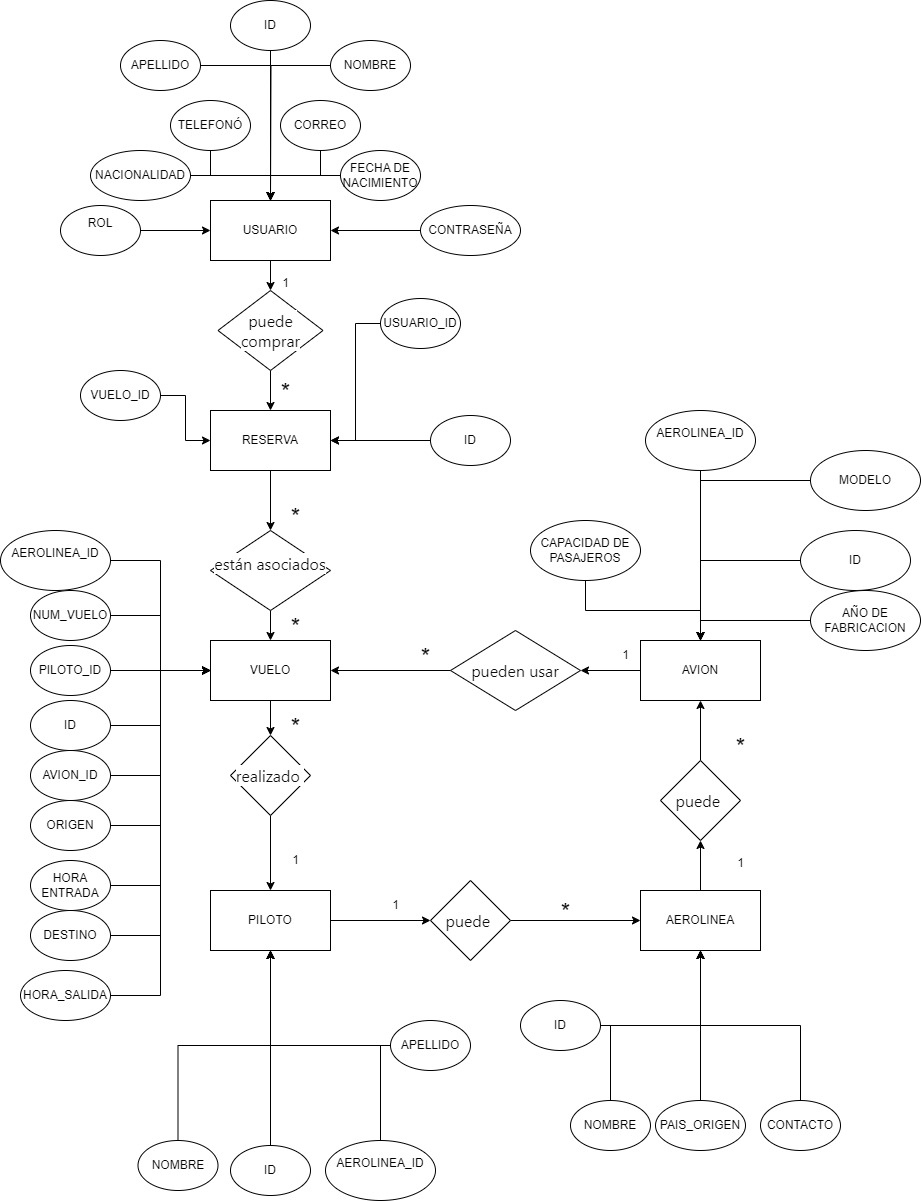 ID
APELLIDO
NOMBRE
TELEFONÓ
CORREO
NACIONALIDAD
FECHA DE
NACIMIENTO
ROL
USUARIO
CONTRASEÑA
1
puede
comprar
USUARIO_ID
*
VUELO_ID
RESERVA
ID
AEROLINEA_ID
MODELO
*
están asociados
CAPACIDAD DE
PASAJEROS
ID
AEROLINEA_ID
NUM_VUELO
AÑO DE
FABRICACION
*
PILOTO_ID
VUELO
*
pueden usar
1
AVION
ID
*
*
AVION_ID
realizado
puede
ORIGEN
1
1
HORA
ENTRADA
DESTINO
PILOTO
1
puede
*
AEROLINEA
HORA_SALIDA
ID
APELLIDO
NOMBRE
PAIS_ORIGEN
CONTACTO
NOMBRE
ID
AEROLINEA_ID